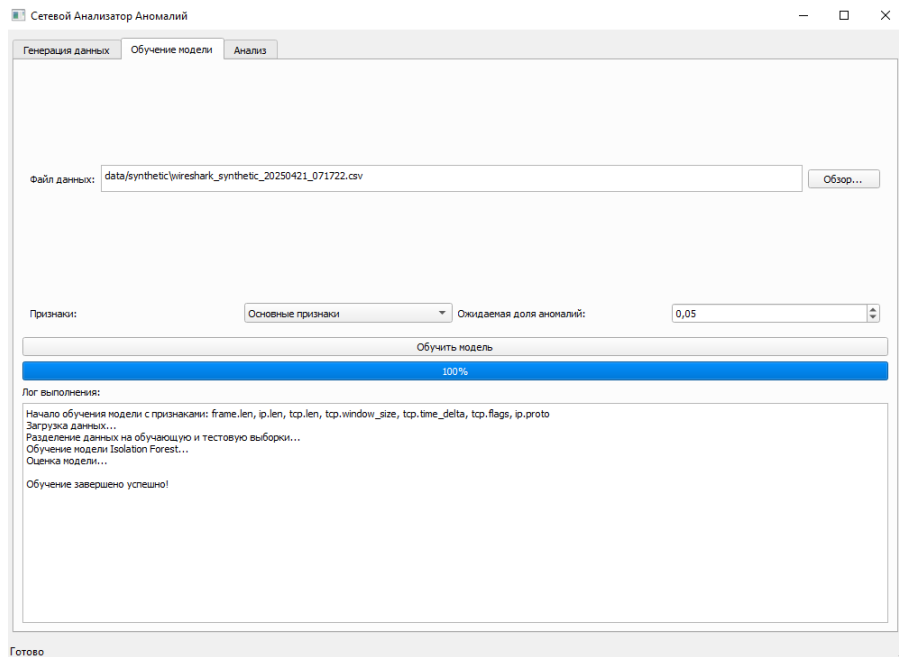 Сетевой Анализатор Аномалий
Генерация данных Обучение модели Анализ
Файл данных: data/synthetic\wireshark_synthetic_20250421_071722.csv Обзор...
Признаки: Основные признаки Ожидаемая доля аномалий: 0,05
Обучить модель
100%
Лог выполнения:
Начало обучения модели с признаками: frame.len, ip.len, tcp.len, tcp.window_size, tcp.time_delta, tcp.flags, ip.proto
Загрузка данных...
Разделение данных на обучающую и тестовую выборки...
Обучение модели Isolation Forest...
Оценка модели...
Обучение завершено успешно!
Готово